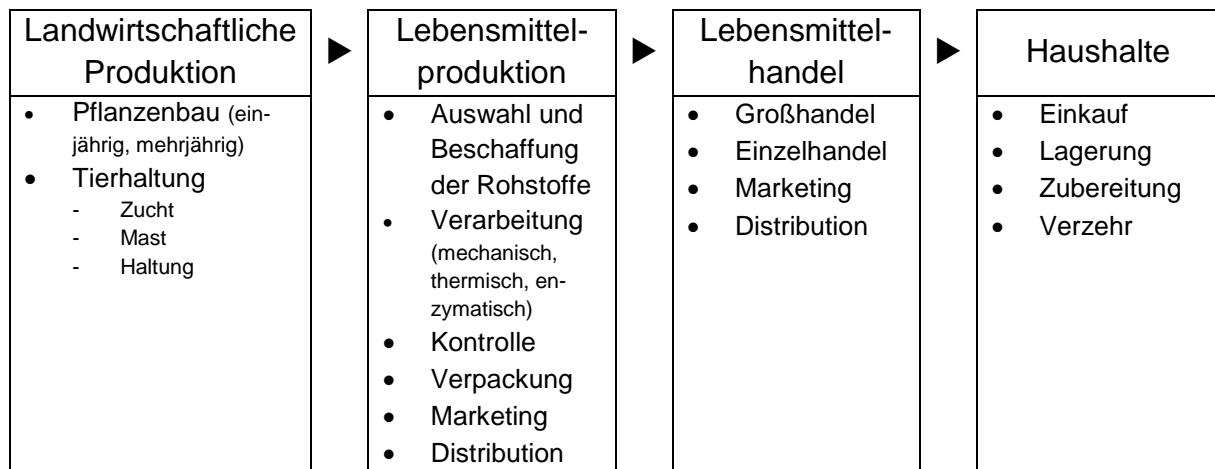 Landwirtschaftliche
Produktion
• Pflanzenbau (ein-
jährig, mehrjährig)
• Tierhaltung
- Zucht
- Mast
- Haltung
Lebensmittel-
produktion
• Auswahl und
Beschaffung
der Rohstoffe
• Verarbeitung
(mechanisch,
thermisch, en-
zymatisch)
• Kontrolle
• Verpackung
• Marketing
• Distribution
Lebensmittel-
handel
• Großhandel
• Einzelhandel
• Marketing
• Distribution
Haushalte
• Einkauf
• Lagerung
• Zubereitung
• Verzehr